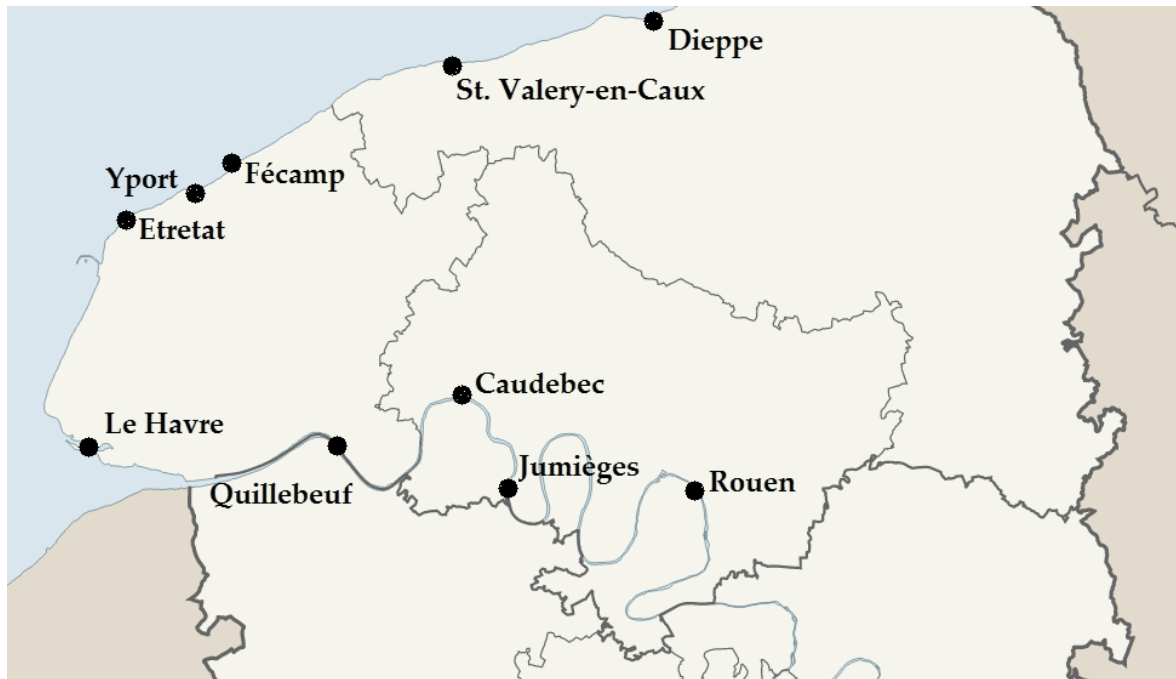 Dieppe
St. Valery-en-Caux
Fécamp
Yport
Etretat
Caudebec
Le Havre
Jumièges
Quillebeuf
Rouen